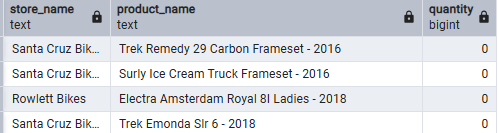 store_name product_name quantity
text text bigint
Santa Cruz Bik... Trek Remedy 29 Carbon Frameset - 2016 0
Santa Cruz Bik... Surly Ice Cream Truck Frameset - 2016 0
Rowlett Bikes Electra Amsterdam Royal 8I Ladies - 2018 0
Santa Cruz Bik... Trek Emonda Slr 6 - 2018 0